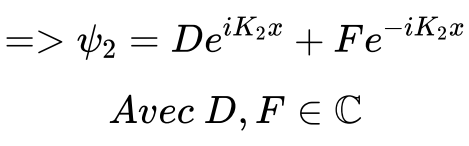 => ψ₂ = De^{iK₂x} + Fe^{−iK₂x}
Avec D, F ∈ ℂ